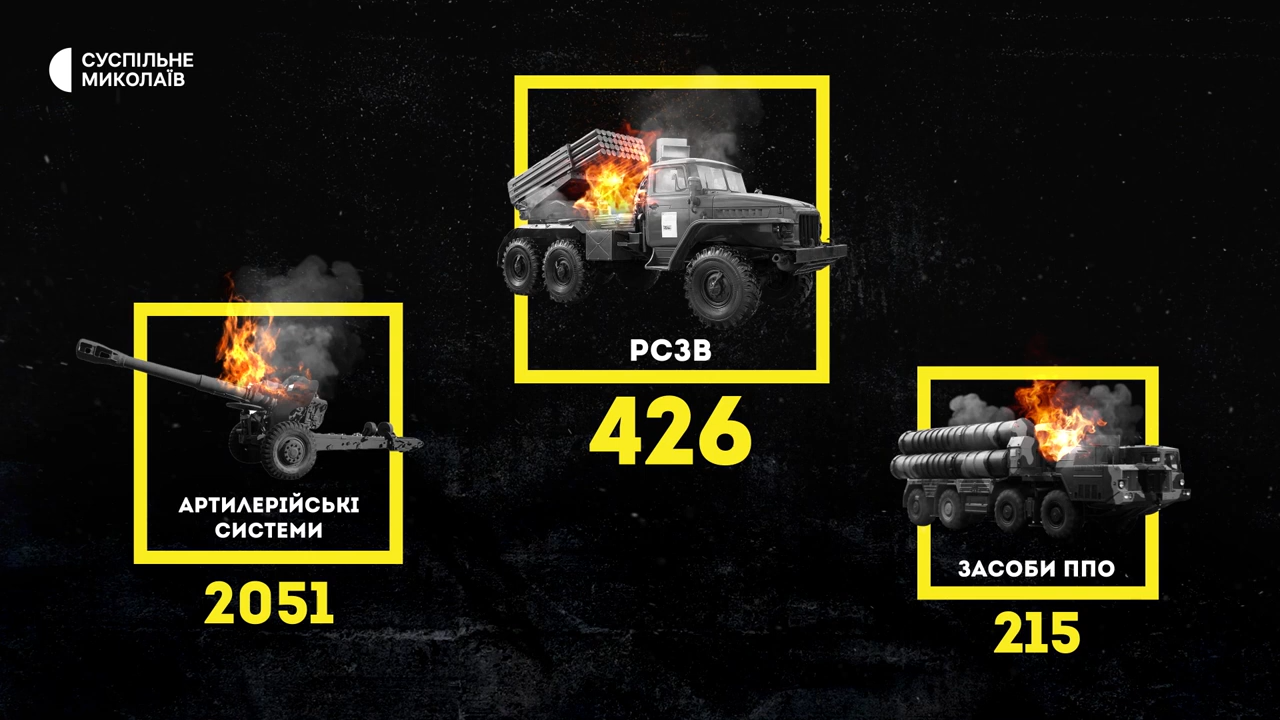 СУСПІЛЬНЕ
МИКОЛАЇВ
РСЗВ
426
АРТИЛЕРІЙСЬКІ
СИСТЕМИ
2051
ЗАСОБИ ППО
215